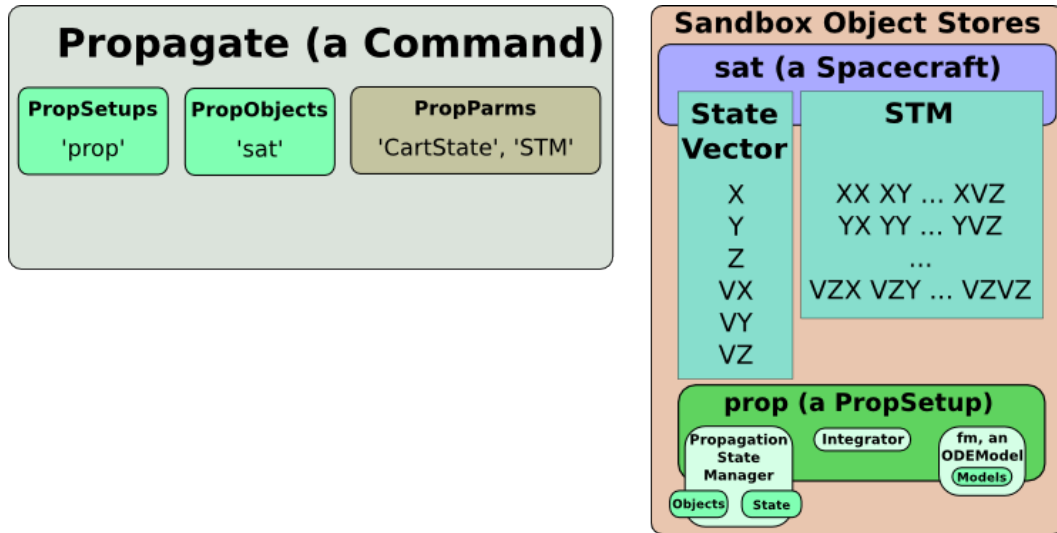 Propagate (a Command)
PropSetups
'prop'
PropObjects
'sat'
PropParms
'CartState', 'STM'
Sandbox Object Stores
sat (a Spacecraft)
State
Vector
X
Y
Z
VX
VY
VZ
STM
XX XY ... XVZ
YX YY ... YVZ
...
VZX VZY ... VZVZ
prop (a PropSetup)
Propagation
State
Manager
Objects
State
Integrator
fm, an
ODEModel
Models